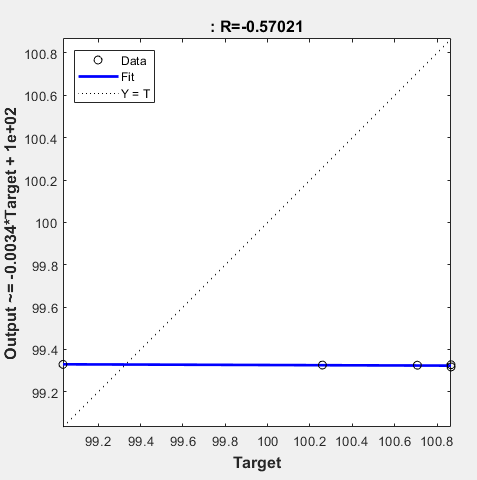 : R=-0.57021
Data
Fit
Y = T
Output ~= -0.0034*Target + 1e+02
100.8
100.6
100.4
100.2
100
99.8
99.6
99.4
99.2
99.2 99.4 99.6 99.8 100 100.2 100.4 100.6 100.8
Target